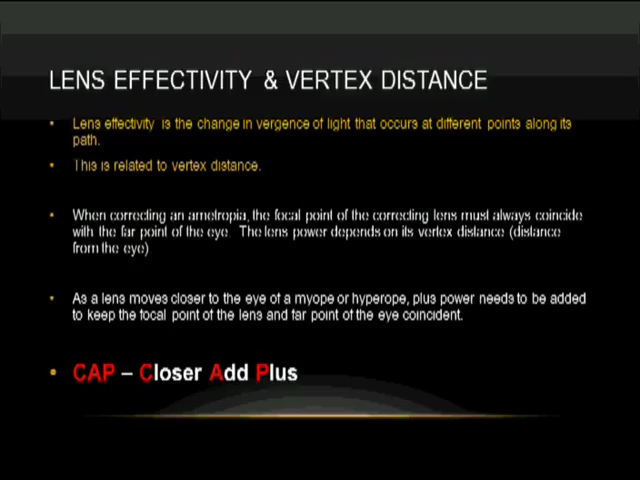 LENS EFFECTIVITY & VERTEX DISTANCE
• Lens effectivity is the change in vergence of light that occurs at different points along its
path.
• This is related to vertex distance.
• When correcting an ametropia, the focal point of the correcting lens must always coincide
with the far point of the eye. The lens power depends on its vertex distance (distance
from the eye)
• As a lens moves closer to the eye of a myope or hyperope, plus power needs to be added
to keep the focal point of the lens and far point of the eye coincident.
• CAP – Closer Add Plus